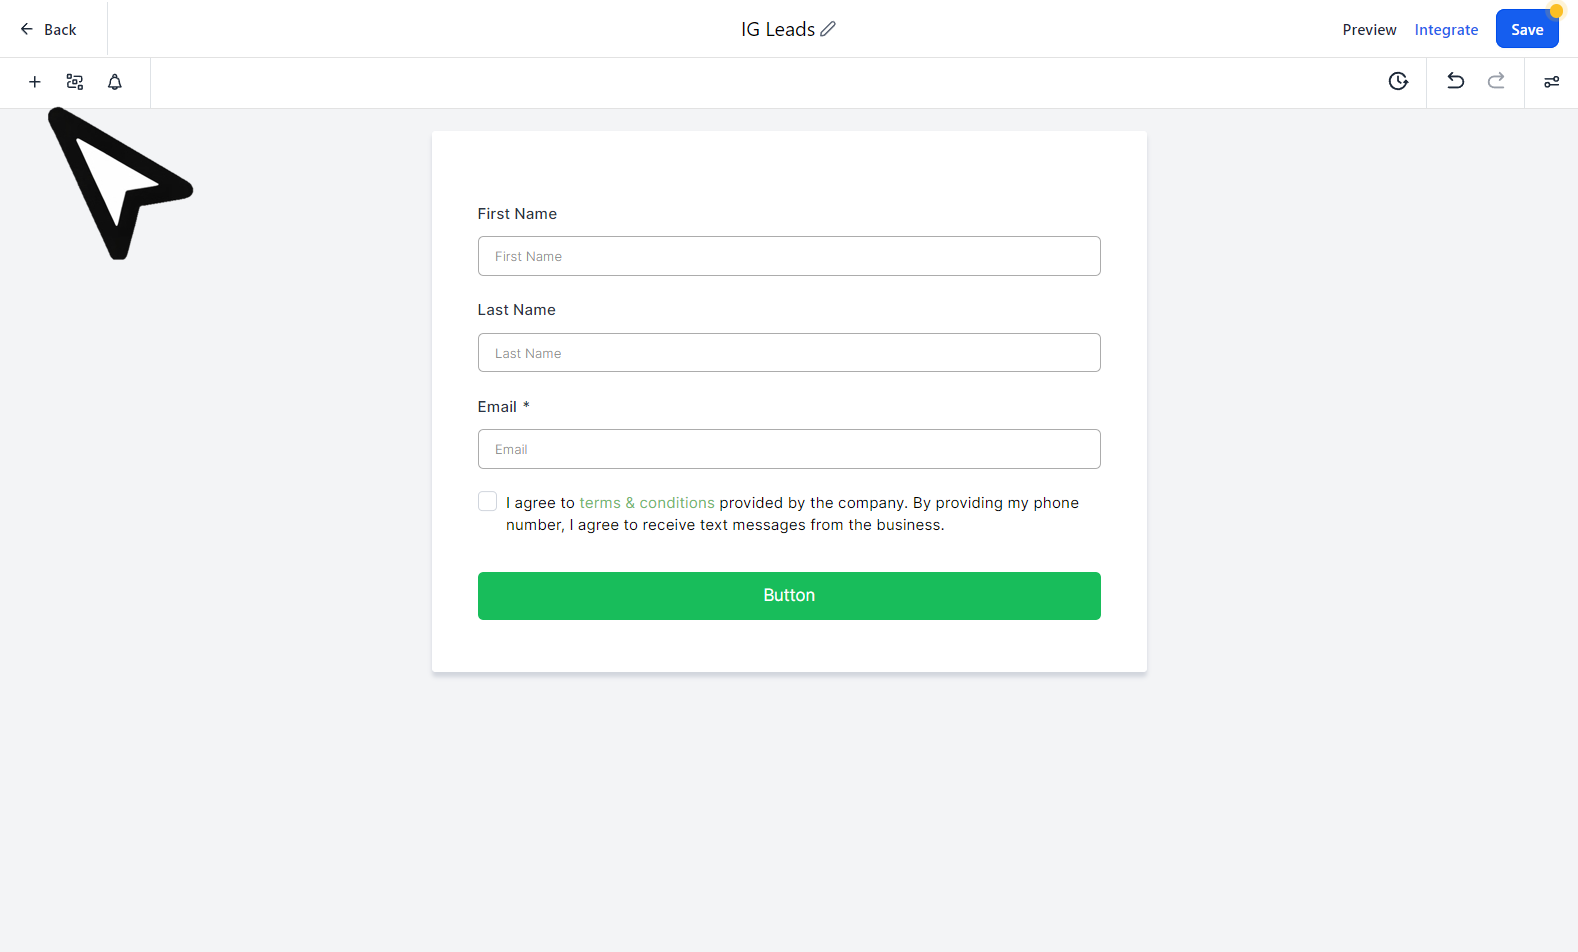 Back
IG Leads
Preview
Integrate
Save
First Name
First Name
Last Name
Last Name
Email *
Email
I agree to terms & conditions provided by the company. By providing my phone
number, I agree to receive text messages from the business.
Button